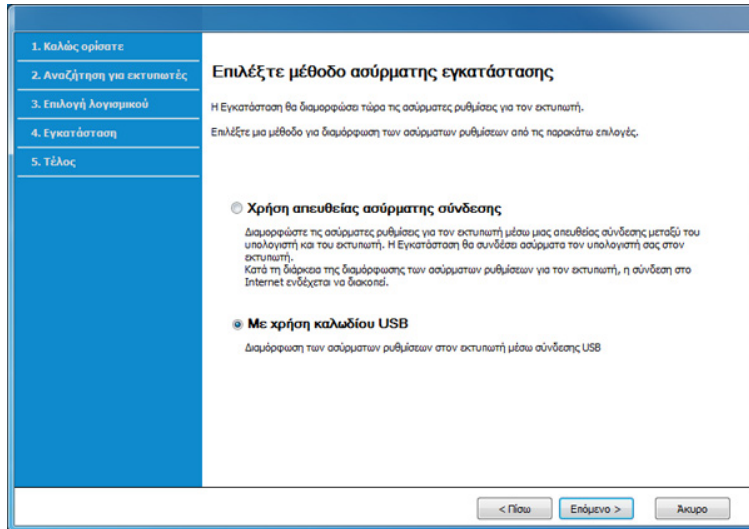 1. Καλώς ορίσατε
2. Αναζήτηση για εκτυπωτές
3. Επιλογή λογισμικού
4. Εγκατάσταση
5. Τέλος
Επιλέξτε μέθοδο ασύρματης εγκατάστασης
Η Εγκατάσταση θα διαμορφώσει τώρα τις ασύρματες ρυθμίσεις για τον εκτυπωτή.
Επιλέξτε μια μέθοδο για διαμόρφωση των ασύρματων ρυθμίσεων από τις παρακάτω επιλογές.
Χρήση απευθείας ασύρματης σύνδεσης
Διαμορφώστε τις ασύρματες ρυθμίσεις για τον εκτυπωτή μέσω μιας απευθείας σύνδεσης μεταξύ του
υπολογιστή και του εκτυπωτή. Η Εγκατάσταση θα συνδέσει ασύρματα τον υπολογιστή σας στον
εκτυπωτή.
Κατά τη διάρκεια της διαμόρφωσης των ασύρματων ρυθμίσεων για τον εκτυπωτή, η σύνδεση στο
Internet ενδέχεται να διακοπεί.
Με χρήση καλωδίου USB
Διαμόρφωση των ασύρματων ρυθμίσεων στον εκτυπωτή μέσω σύνδεσης USB
< Πίσω
Επόμενο >
Άκυρο